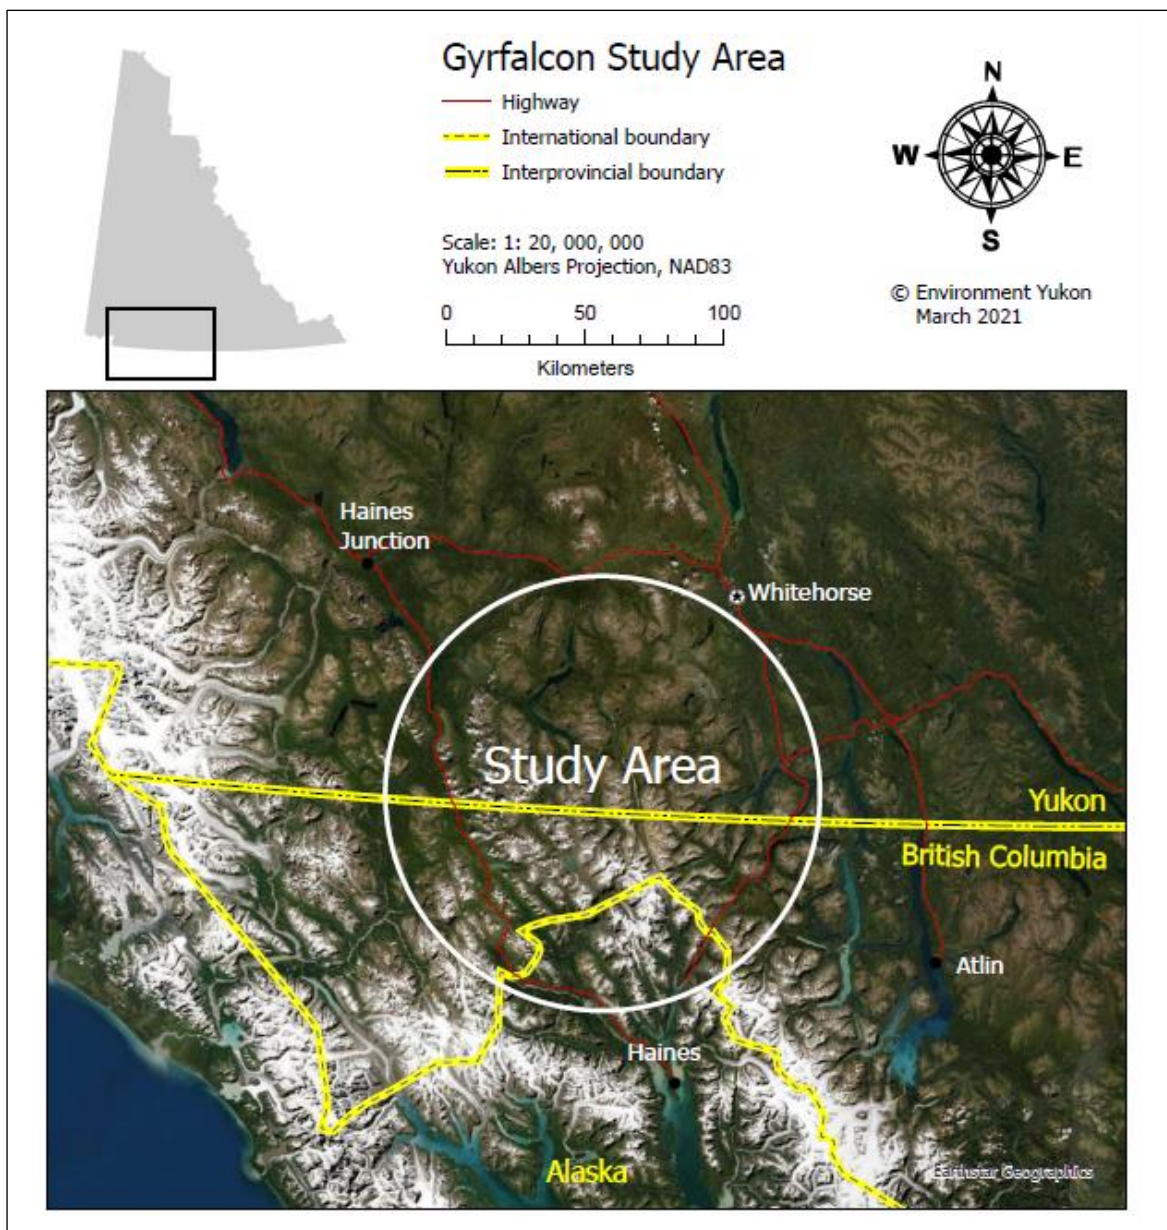 Gyrfalcon Study Area
Highway
International boundary
Interprovincial boundary
Scale: 1: 20, 000, 000
Yukon Albers Projection, NAD83
0 50 100
Kilometers
N
W E
S
© Environment Yukon
March 2021
Haines
Junction
Whitehorse
Study Area
Yukon
British Columbia
Atlin
Haines
Alaska
Earthstar Geographics